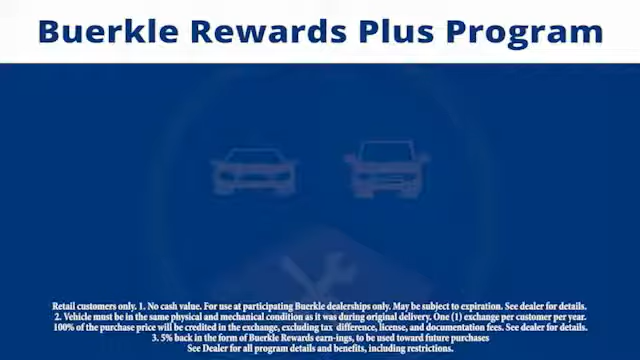 Buerkle Rewards Plus Program
Retail customers only. 1. No cash value. For use at participating Buerkle dealerships only. May be subject to expiration. See dealer for details.
2. Vehicle must be in the same physical and mechanical condition as it was during original delivery. One (1) exchange per customer per year.
100% of the purchase price will be credited in the exchange, excluding tax difference, license, and documentation fees. See dealer for details.
3. 5% back in the form of Buerkle Rewards earn-ings, to be used toward future purchases
See Dealer for all program details and benefits, including restrictions.